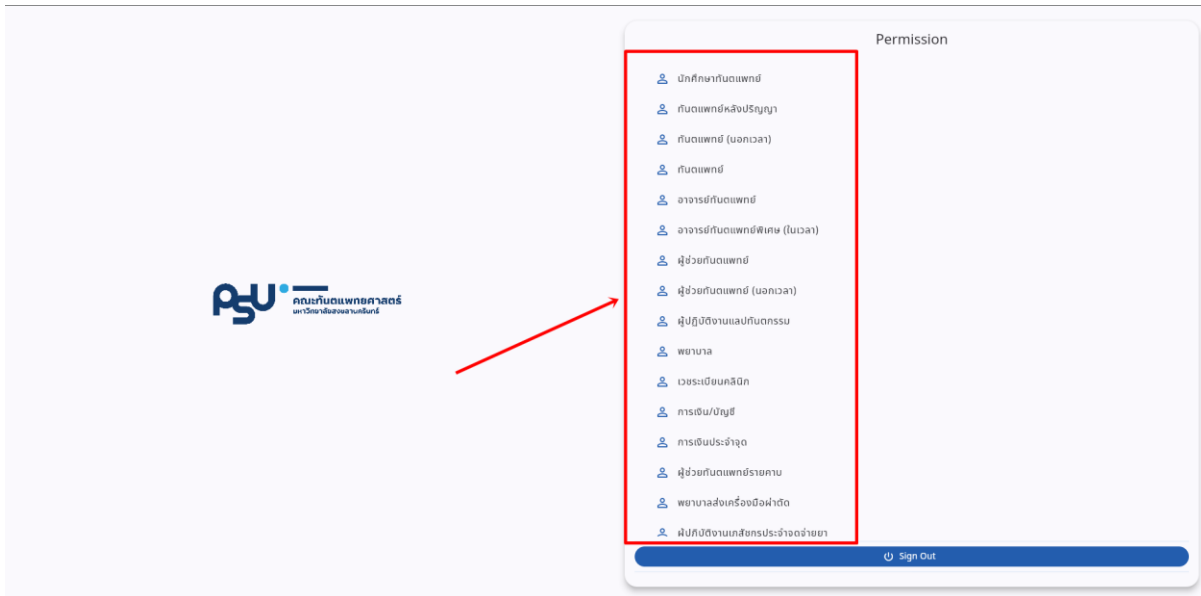 Permission
นักศึกษาทันตแพทย์
ทันตแพทย์หลังปริญญา
ทันตแพทย์ (นอกเวลา)
ทันตแพทย์
อาจารย์ทันตแพทย์
อาจารย์ทันตแพทย์พิเศษ (ในเวลา)
ผู้ช่วยทันตแพทย์
ผู้ช่วยทันตแพทย์ (นอกเวลา)
ผู้ปฏิบัติงานแลปทันตกรรม
พยาบาล
เวชระเบียนคลินิก
การเงิน/บัญชี
การเงินประจำจุด
ผู้ช่วยทันตแพทย์รายคาบ
พยาบาลส่งเครื่องมือผ่าตัด
ผู้ปฏิบัติงานเภสัชกรประจำจุดจ่ายยา
Sign Out
PSU
คณะทันตแพทยศาสตร์
มหาวิทยาลัยสงขลานครินทร์